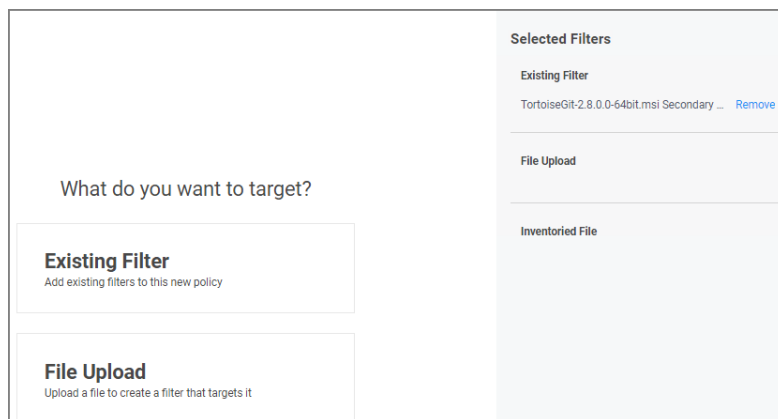 Selected Filters
Existing Filter
TortoiseGit-2.8.0.0-64bit.msi Secondary ... Remove
File Upload
Inventoried File
What do you want to target?
Existing Filter
Add existing filters to this new policy
File Upload
Upload a file to create a filter that targets it